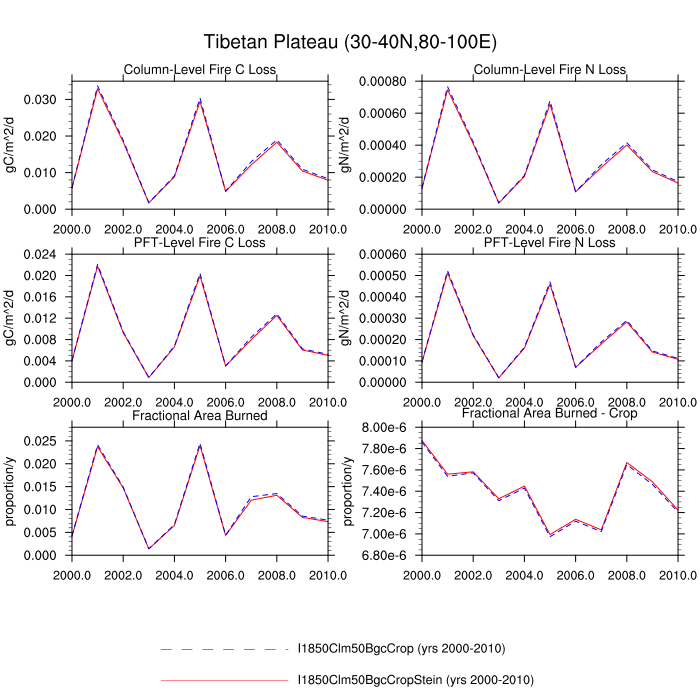 Tibetan Plateau (30-40N,80-100E)
Column-Level Fire C Loss
gC/m^2/d
0.030
0.020
0.010
0.000
2000.0 2002.0 2004.0 2006.0 2008.0 2010.0
Column-Level Fire N Loss
gN/m^2/d
0.00080
0.00060
0.00040
0.00020
0.00000
2000.0 2002.0 2004.0 2006.0 2008.0 2010.0
PFT-Level Fire C Loss
gC/m^2/d
0.024
0.020
0.016
0.012
0.008
0.004
0.000
2000.0 2002.0 2004.0 2006.0 2008.0 2010.0
PFT-Level Fire N Loss
gN/m^2/d
0.00060
0.00050
0.00040
0.00030
0.00020
0.00010
0.00000
2000.0 2002.0 2004.0 2006.0 2008.0 2010.0
Fractional Area Burned
proportion/y
0.025
0.020
0.015
0.010
0.005
0.000
2000.0 2002.0 2004.0 2006.0 2008.0 2010.0
Fractional Area Burned - Crop
proportion/y
8.00e-6
7.80e-6
7.60e-6
7.40e-6
7.20e-6
7.00e-6
6.80e-6
2000.0 2002.0 2004.0 2006.0 2008.0 2010.0
I1850Clm50BgcCrop (yrs 2000-2010)
I1850Clm50BgcCropStein (yrs 2000-2010)